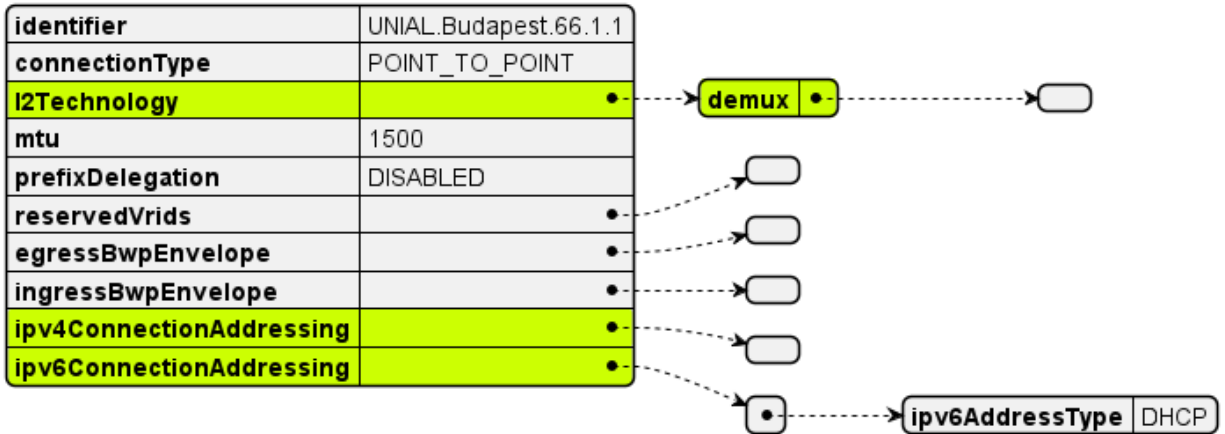 identifier UNIAL.Budapest.66.1.1
connectionType POINT_TO_POINT
l2Technology demux
mtu 1500
prefixDelegation DISABLED
reservedVrids
egressBwpEnvelope
ingressBwpEnvelope
ipv4ConnectionAddressing
ipv6ConnectionAddressing
ipv6AddressType DHCP